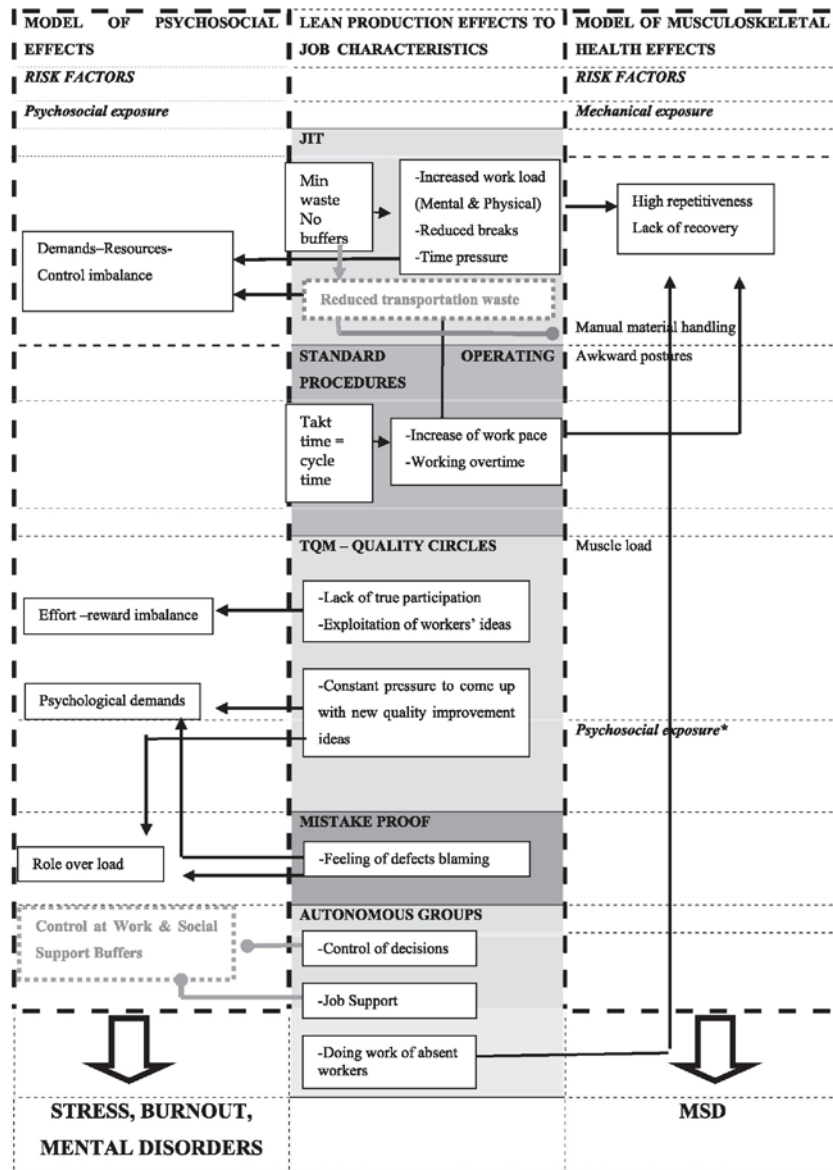 MODEL OF PSYCHOSOCIAL
EFFECTS
RISK FACTORS
Psychosocial exposure
LEAN PRODUCTION EFFECTS TO
JOB CHARACTERISTICS
MODEL OF MUSCULOSKELETAL
HEALTH EFFECTS
RISK FACTORS
Mechanical exposure
JIT
Min
waste
No
buffers
-Increased work load
(Mental & Physical)
-Reduced breaks
-Time pressure
High repetitiveness
Lack of recovery
Demands–Resources-
Control imbalance
Reduced transportation waste
Manual material handling
STANDARD OPERATING
PROCEDURES
Awkward postures
Takt
time =
cycle
time
-Increase of work pace
-Working overtime
TQM – QUALITY CIRCLES
Muscle load
Effort –reward imbalance
-Lack of true participation
-Exploitation of workers' ideas
Psychological demands
-Constant pressure to come up
with new quality improvement
ideas
Psychosocial exposure*
MISTAKE PROOF
Role over load
-Feeling of defects blaming
AUTONOMOUS GROUPS
Control at Work & Social
Support Buffers
-Control of decisions
-Job Support
-Doing work of absent
workers
STRESS, BURNOUT,
MENTAL DISORDERS
MSD